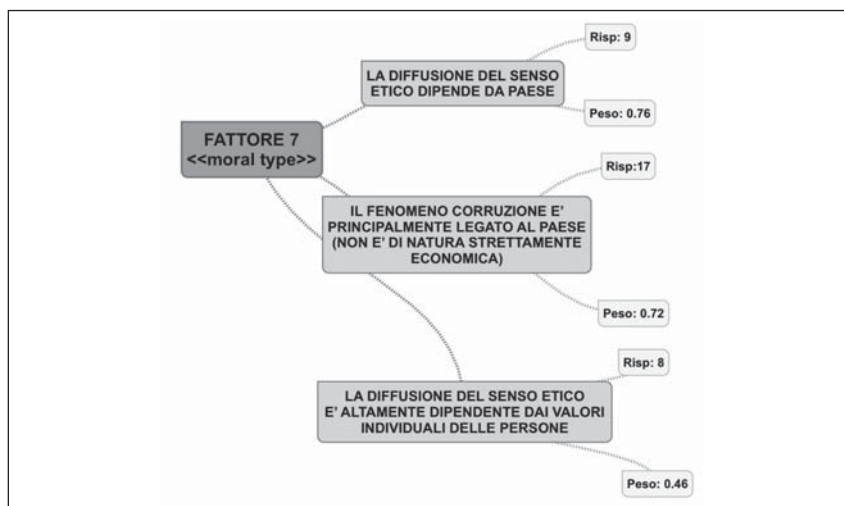 Risp: 9
LA DIFFUSIONE DEL SENSO
ETICO DIPENDE DA PAESE
Peso: 0.76
FATTORE 7
<<moral type>>
Risp:17
IL FENOMENO CORRUZIONE E'
PRINCIPALMENTE LEGATO AL PAESE
(NON E' DI NATURA STRETTAMENTE
ECONOMICA)
Peso: 0.72
Risp: 8
LA DIFFUSIONE DEL SENSO ETICO
E' ALTAMENTE DIPENDENTE DAI VALORI
INDIVIDUALI DELLE PERSONE
Peso: 0.46